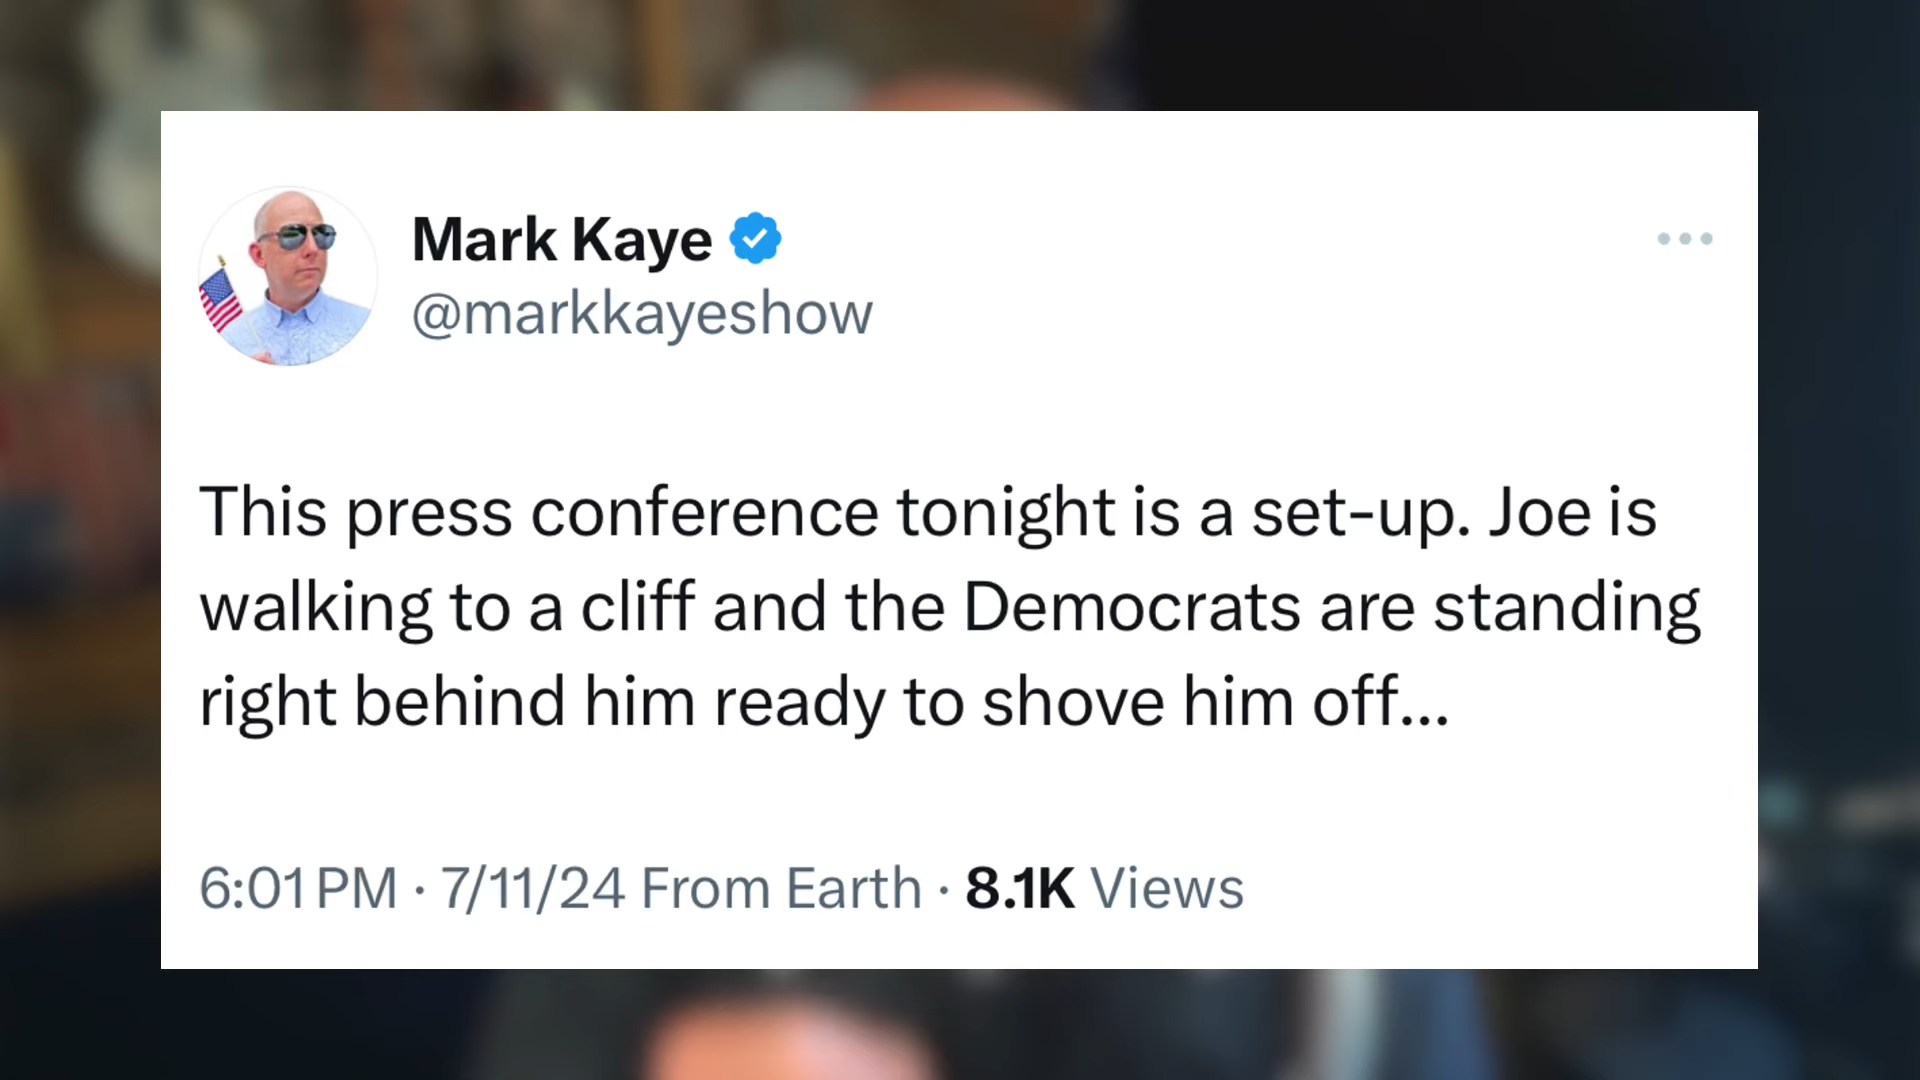 Mark Kaye
@markkayeshow
This press conference tonight is a set-up. Joe is
walking to a cliff and the Democrats are standing
right behind him ready to shove him off...
6:01 PM · 7/11/24 From Earth · 8.1K Views